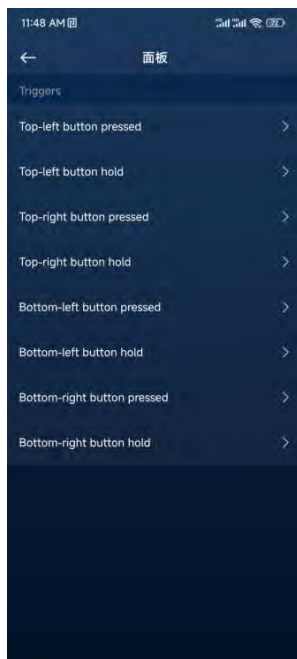 11:48 AM
面板
Triggers
Top-left button pressed
Top-left button hold
Top-right button pressed
Top-right button hold
Bottom-left button pressed
Bottom-left button hold
Bottom-right button pressed
Bottom-right button hold